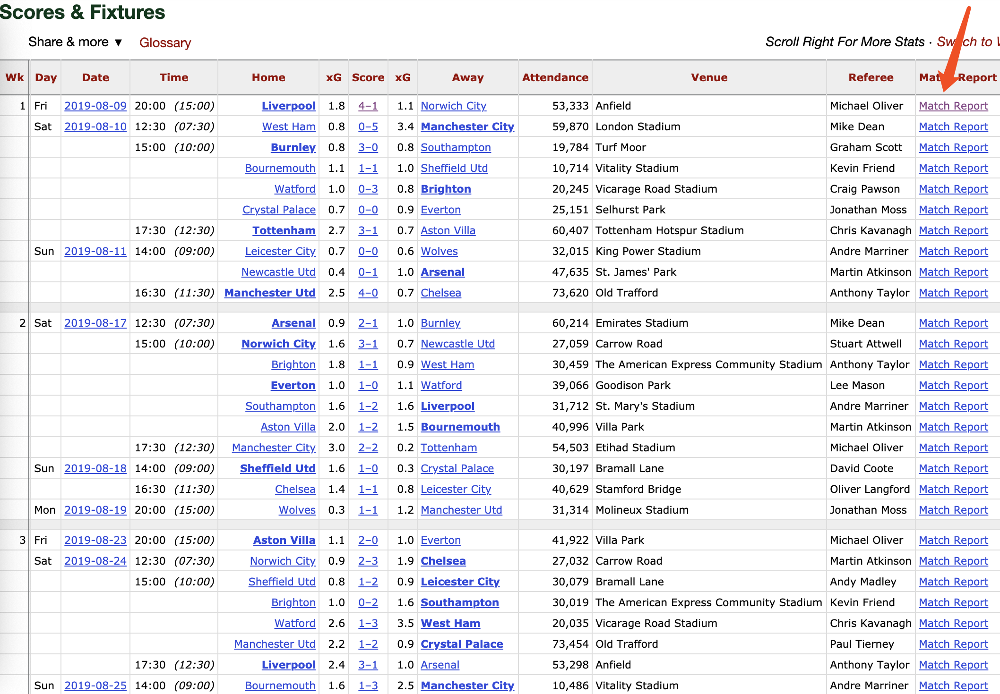 Scores & Fixtures
Share & more ▼ Glossary Scroll Right For More Stats · to
Wk Day Date Time Home xG Score xG Away Attendance Venue Referee Report
1 Fri 2019-08-09 20:00 (15:00) Liverpool 1.8 4–1 1.1 Norwich City 53,333 Anfield Michael Oliver Match Report
Sat 2019-08-10 12:30 (07:30) West Ham 0.8 0–5 3.4 Manchester City 59,870 London Stadium Mike Dean Match Report
15:00 (10:00) Burnley 0.8 3–0 0.8 Southampton 19,784 Turf Moor Graham Scott Match Report
Bournemouth 1.1 1–1 1.0 Sheffield Utd 10,714 Vitality Stadium Kevin Friend Match Report
Watford 1.0 0–3 0.8 Brighton 20,245 Vicarage Road Stadium Craig Pawson Match Report
Crystal Palace 0.7 0–0 0.9 Everton 25,151 Selhurst Park Jonathan Moss Match Report
17:30 (12:30) Tottenham 2.7 3–1 0.7 Aston Villa 60,407 Tottenham Hotspur Stadium Chris Kavanagh Match Report
Sun 2019-08-11 14:00 (09:00) Leicester City 0.7 0–0 0.6 Wolves 32,015 King Power Stadium Andre Marriner Match Report
Newcastle Utd 0.4 0–1 1.0 Arsenal 47,635 St. James' Park Martin Atkinson Match Report
16:30 (11:30) Manchester Utd 2.5 4–0 0.7 Chelsea 73,620 Old Trafford Anthony Taylor Match Report
2 Sat 2019-08-17 12:30 (07:30) Arsenal 0.9 2–1 1.0 Burnley 60,214 Emirates Stadium Mike Dean Match Report
15:00 (10:00) Norwich City 1.6 3–1 0.7 Newcastle Utd 27,059 Carrow Road Stuart Attwell Match Report
Brighton 1.8 1–1 0.9 West Ham 30,459 The American Express Community Stadium Anthony Taylor Match Report
Everton 1.0 1–0 1.1 Watford 39,066 Goodison Park Lee Mason Match Report
Southampton 1.6 1–2 1.6 Liverpool 31,712 St. Mary's Stadium Andre Marriner Match Report
Aston Villa 2.0 1–2 1.5 Bournemouth 40,996 Villa Park Martin Atkinson Match Report
17:30 (12:30) Manchester City 3.0 2–2 0.2 Tottenham 54,503 Etihad Stadium Michael Oliver Match Report
Sun 2019-08-18 14:00 (09:00) Sheffield Utd 1.6 1–0 0.3 Crystal Palace 30,197 Bramall Lane David Coote Match Report
16:30 (11:30) Chelsea 1.4 1–1 0.8 Leicester City 40,629 Stamford Bridge Oliver Langford Match Report
Mon 2019-08-19 20:00 (15:00) Wolves 0.3 1–1 1.2 Manchester Utd 31,314 Molineux Stadium Jonathan Moss Match Report
3 Fri 2019-08-23 20:00 (15:00) Aston Villa 1.1 2–0 1.0 Everton 41,922 Villa Park Michael Oliver Match Report
Sat 2019-08-24 12:30 (07:30) Norwich City 0.9 2–3 1.9 Chelsea 27,032 Carrow Road Martin Atkinson Match Report
15:00 (10:00) Sheffield Utd 0.8 1–2 0.9 Leicester City 30,079 Bramall Lane Andy Madley Match Report
Brighton 1.0 0–2 1.6 Southampton 30,019 The American Express Community Stadium Kevin Friend Match Report
Watford 2.6 1–3 3.5 West Ham 20,035 Vicarage Road Stadium Chris Kavanagh Match Report
Manchester Utd 2.2 1–2 0.9 Crystal Palace 73,454 Old Trafford Paul Tierney Match Report
17:30 (12:30) Liverpool 2.4 3–1 1.0 Arsenal 53,298 Anfield Anthony Taylor Match Report
Sun 2019-08-25 14:00 (09:00) Bournemouth 1.6 1–3 2.5 Manchester City 10,486 Vitality Stadium Andre Marriner Match Report